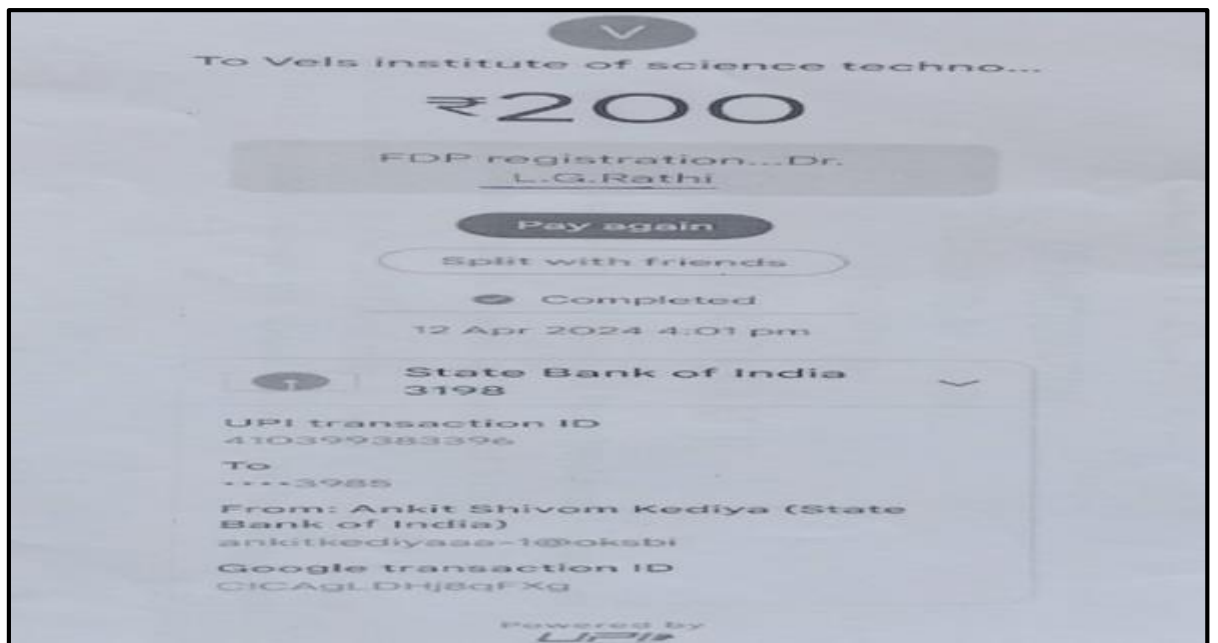 V
To Vels institute of science techno...
₹200
FDP registration...Dr.
L.G.Rathi
Pay again
Split with friends
Completed
12 Apr 2024 4:01 pm
State Bank of India
3198
UPI transaction ID
410399383396
To
••••3985
From: Ankit Shivom Kediya (State
Bank of India)
ankitkediyaaa-1@oksbi
Google transaction ID
CICAgLDHj8qFXg
Powered by
UPI